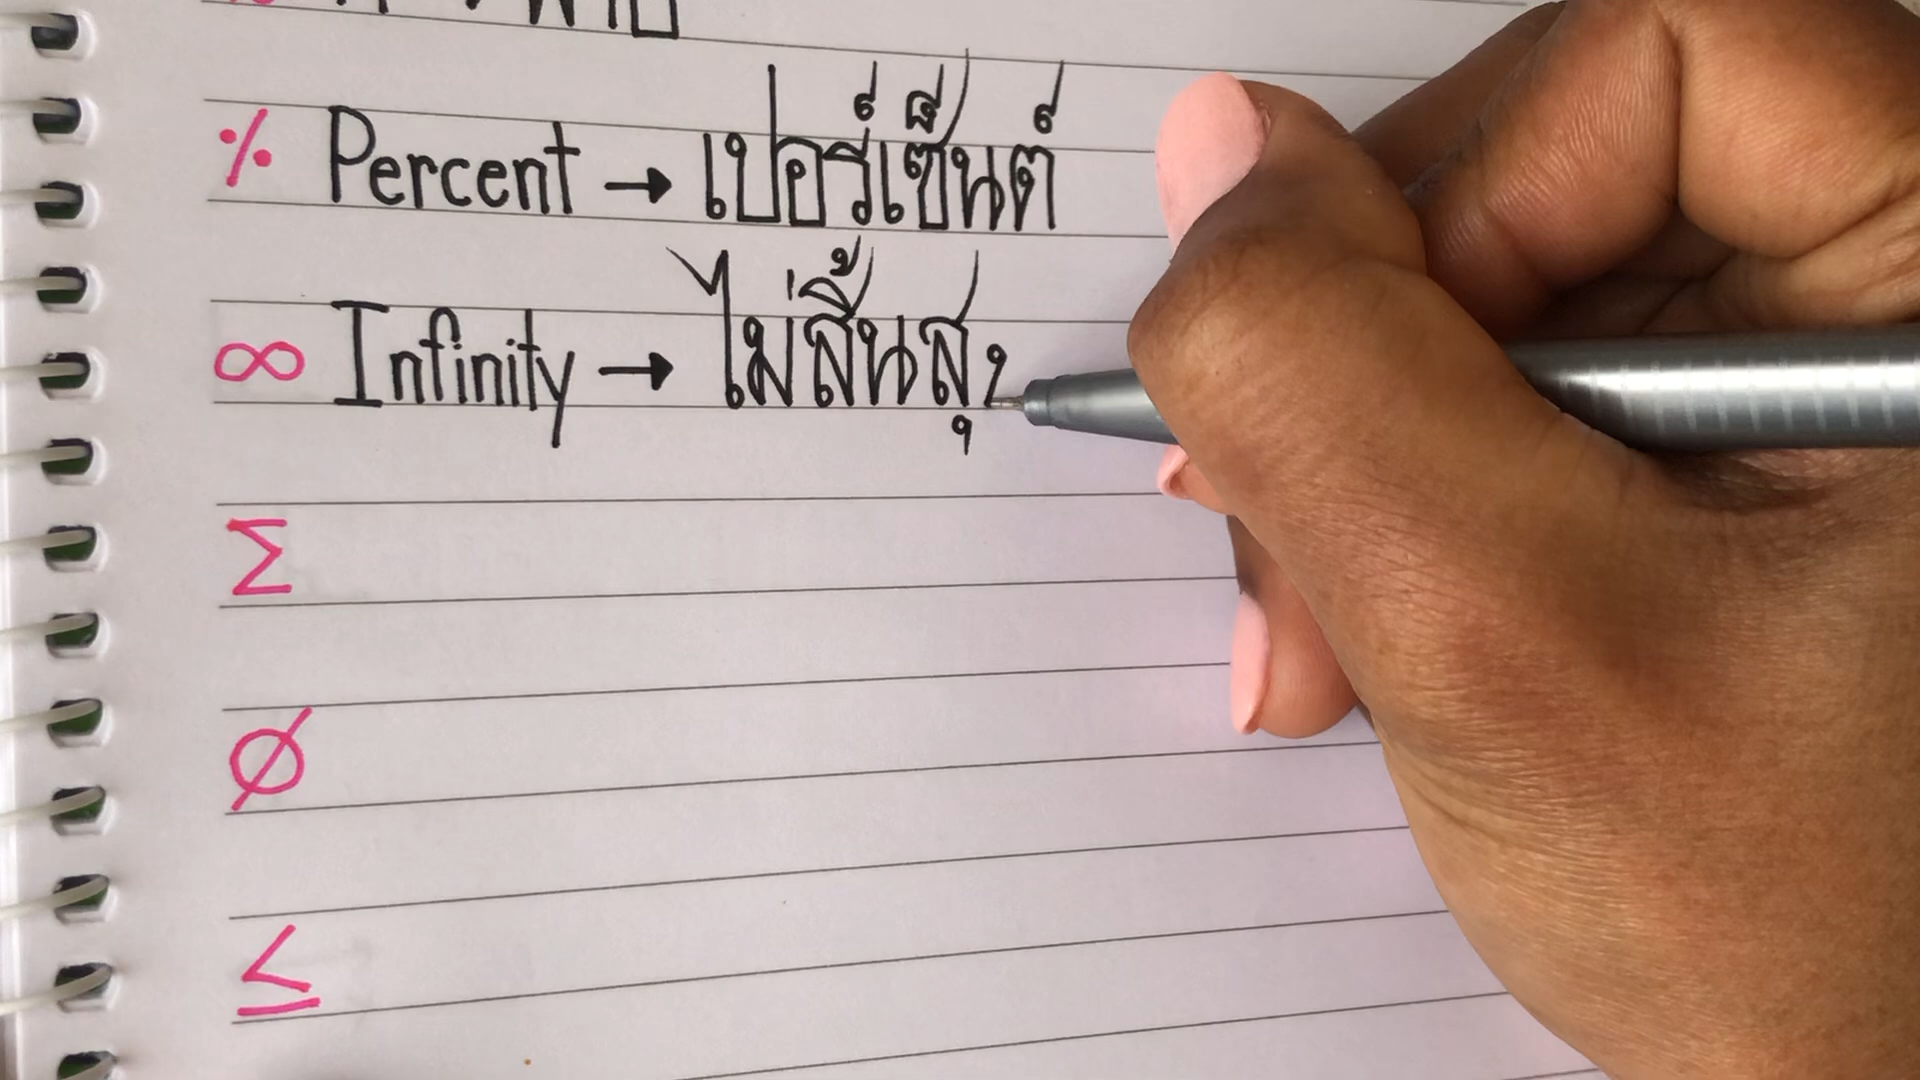 % Percent → เปอร์เซ็นต์
∞ Infinity → ไม่สิ้นสุ
Σ
∅
≤